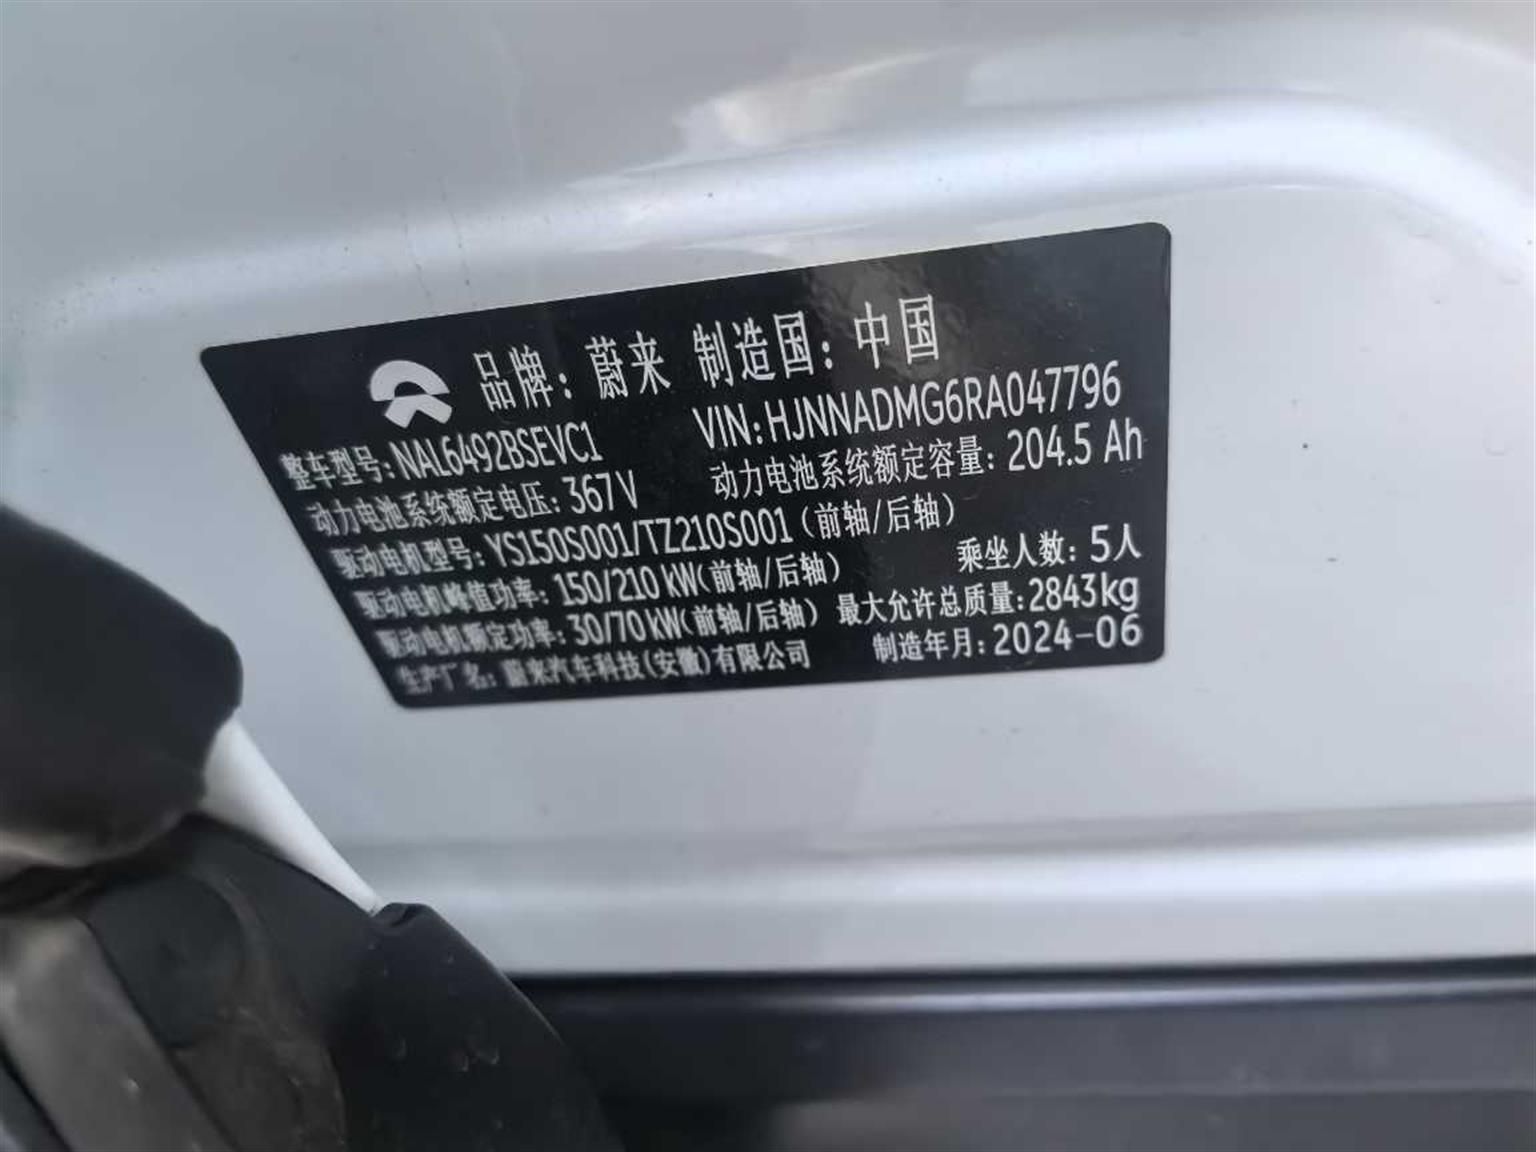 品牌：蔚来 制造国：中国
整车型号：NAL6492BSEVC1 VIN:HJNNADMG6RA047796
动力电池系统额定电压：367V 动力电池系统额定容量：204.5 Ah
驱动电机型号：YS150S001/TZ210S001（前轴/后轴）
驱动电机峰值功率：150/210 kW(前轴/后轴) 乘坐人数：5人
驱动电机额定功率：30/70 kW(前轴/后轴) 最大允许总质量：2843kg
生产厂名：蔚来汽车科技(安徽)有限公司 制造年月：2024-06